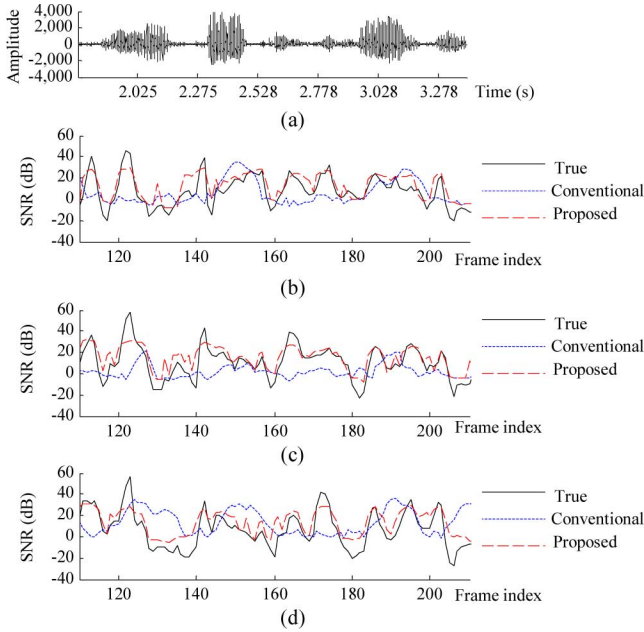 Amplitude
4,000
2,000
0
-2,000
-4,000
2.025 2.275 2.528 2.778 3.028 3.278 Time (s)
(a)
SNR (dB)
60
40
20
0
-20
-40
120 140 160 180 200 Frame index
True
Conventional
Proposed
(b)
SNR (dB)
60
40
20
0
-20
-40
120 140 160 180 200 Frame index
True
Conventional
Proposed
(c)
SNR (dB)
60
40
20
0
-20
-40
120 140 160 180 200 Frame index
True
Conventional
Proposed
(d)